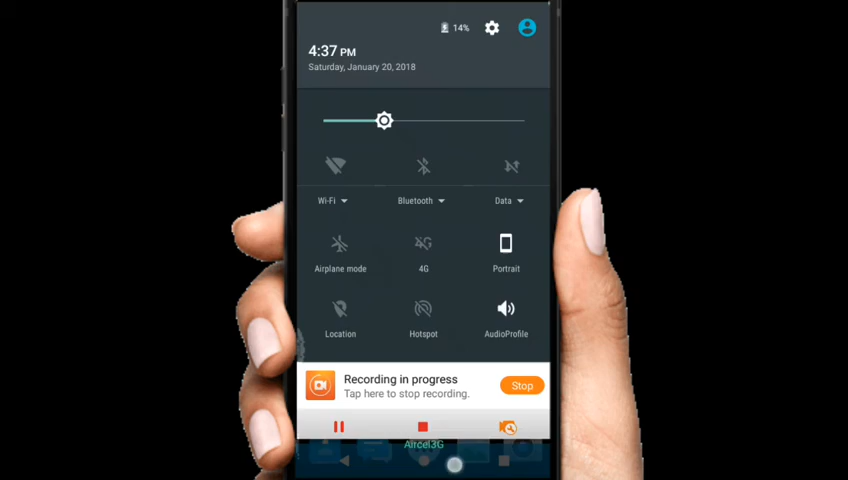 14%
4:37 PM
Saturday, January 20, 2018
Wi-Fi Bluetooth Data
Airplane mode 4G Portrait
Location Hotspot AudioProfile
Recording in progress
Tap here to stop recording.
Stop
Aircel3G